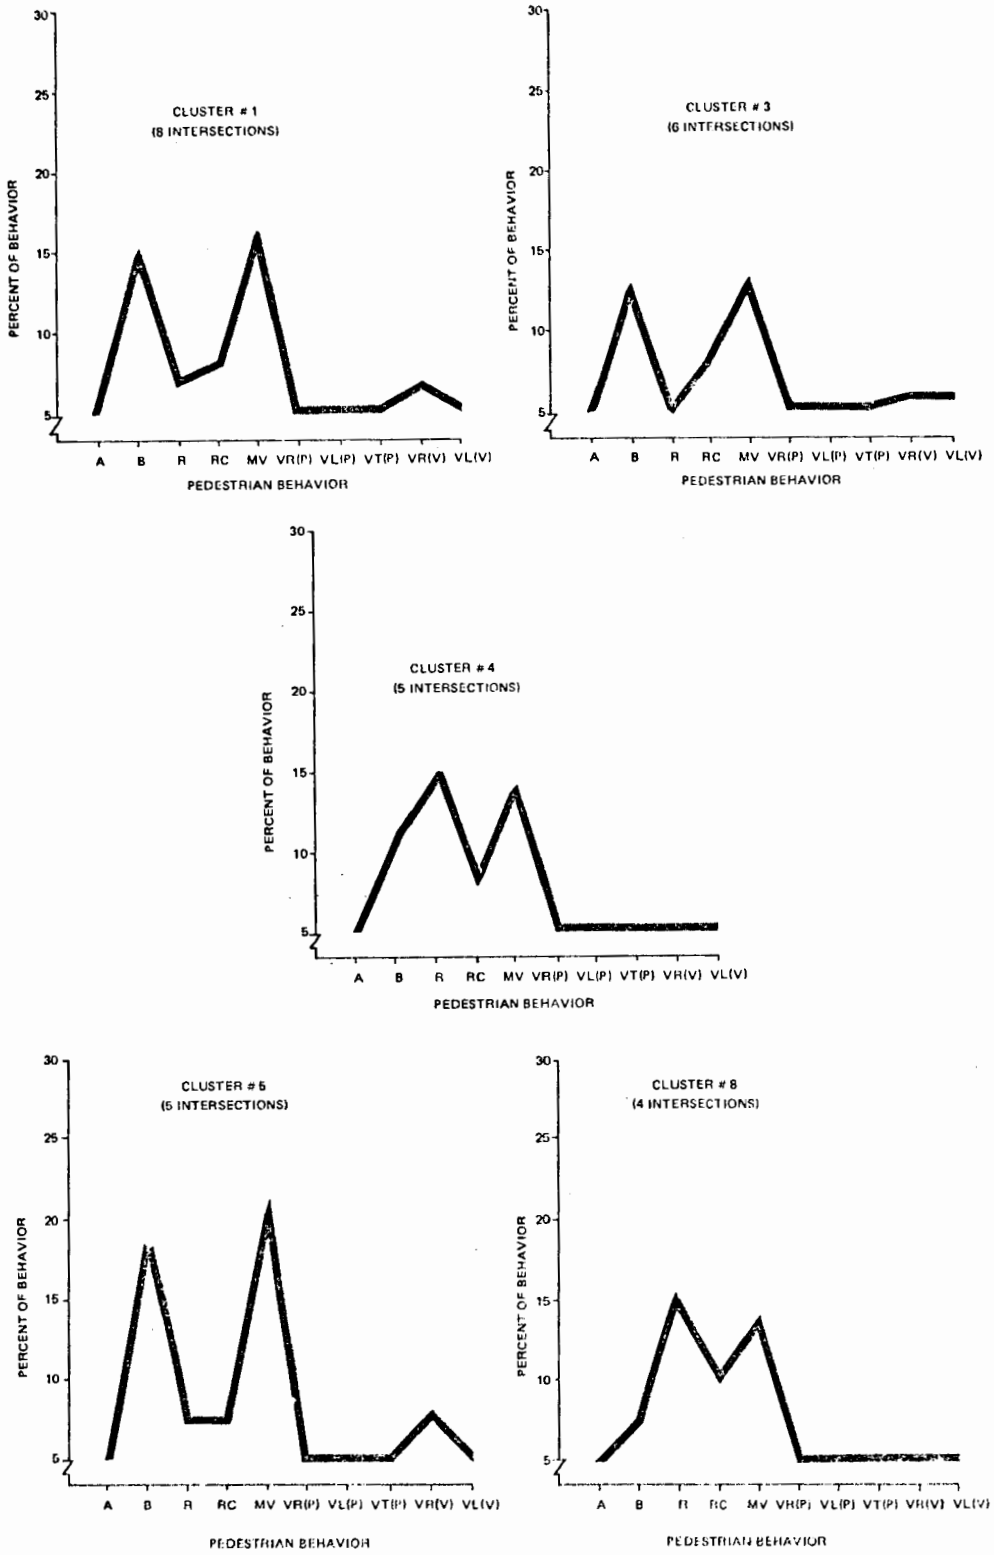 30
25
20
15
10
5
PERCENT OF BEHAVIOR
CLUSTER #1
(8 INTERSECTIONS)
A B R RC MV VR(P) VL(P) VT(P) VR(V) VL(V)
PEDESTRIAN BEHAVIOR
30
25
20
15
10
5
PERCENT OF BEHAVIOR
CLUSTER #3
(6 INTERSECTIONS)
A B R RC MV VR(P) VL(P) VT(P) VR(V) VL(V)
PEDESTRIAN BEHAVIOR
30
25
20
15
10
5
PERCENT OF BEHAVIOR
CLUSTER #4
(5 INTERSECTIONS)
A B R RC MV VR(P) VL(P) VT(P) VR(V) VL(V)
PEDESTRIAN BEHAVIOR
30
25
20
15
10
5
PERCENT OF BEHAVIOR
CLUSTER #
(5 INTERSECTIONS)
A B R RC MV VR(P) VL(P) VT(P) VR(V) VL(V)
PEDESTRIAN BEHAVIOR
30
25
20
15
10
5
PERCENT OF BEHAVIOR
CLUSTER #8
(4 INTERSECTIONS)
A B R RC MV VR(P) VL(P) VT(P) VR(V) VL(V)
PEDESTRIAN BEHAVIOR